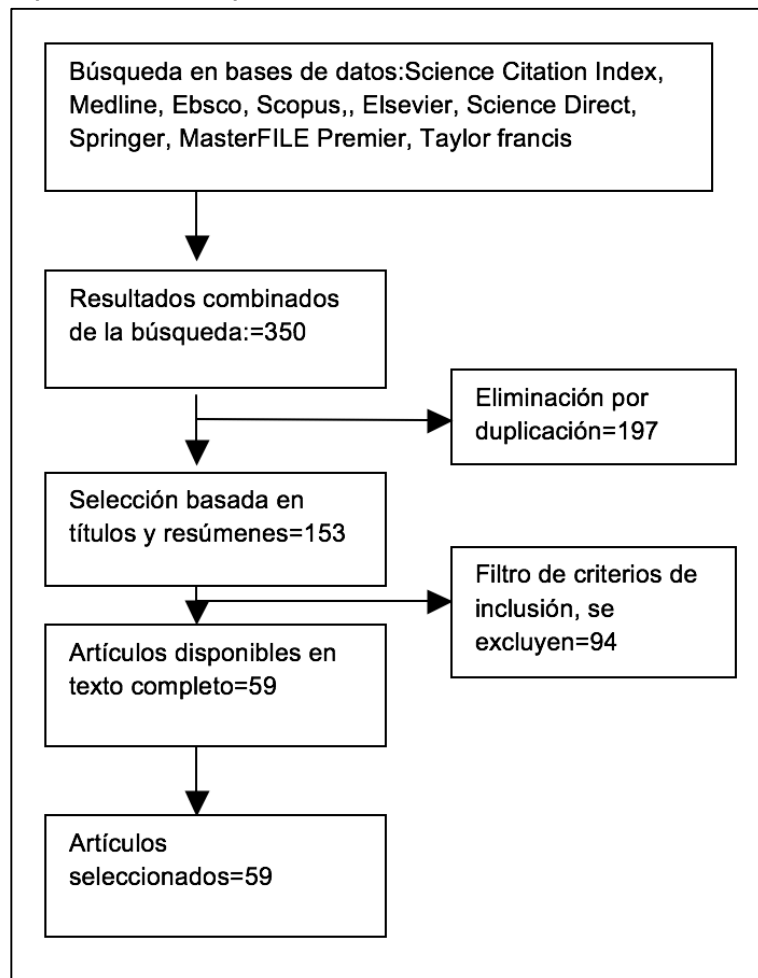 Búsqueda en bases de datos:Science Citation Index,
Medline, Ebsco, Scopus,, Elsevier, Science Direct,
Springer, MasterFILE Premier, Taylor francis
Resultados combinados
de la búsqueda:=350
Eliminación por
duplicación=197
Selección basada en
títulos y resúmenes=153
Filtro de criterios de
inclusión, se
excluyen=94
Artículos disponibles en
texto completo=59
Artículos
seleccionados=59